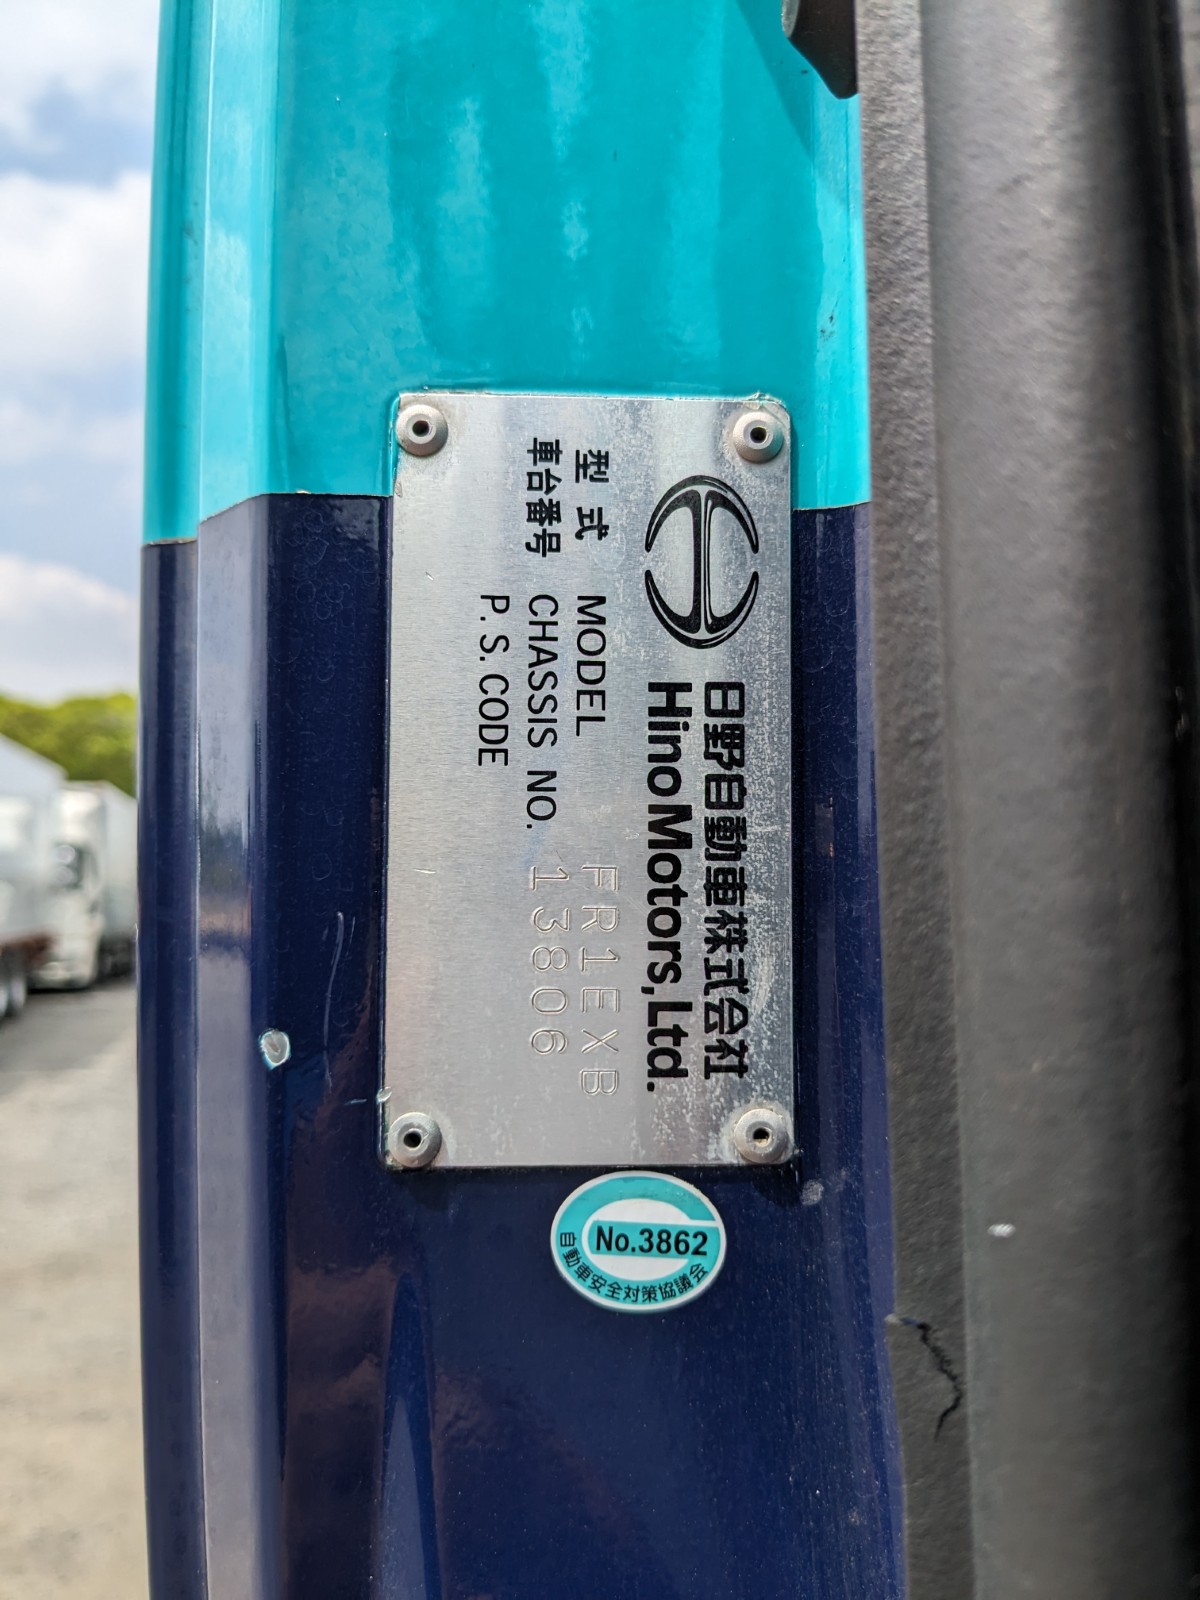 日野自動車株式会社
Hino Motors, Ltd.
型式 MODEL FR1EXB
車台番号 CHASSIS NO. 13806
P.S.CODE
No.3862
自動車安全対策協議会